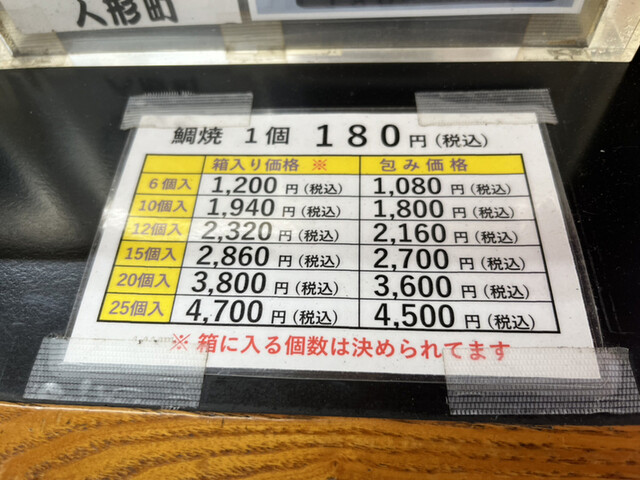 人形町
鯛焼 1個 180円(税込)
箱入り価格 ※ 包み価格
6個入 1,200円(税込) 1,080円(税込)
10個入 1,940円(税込) 1,800円(税込)
12個入 2,320円(税込) 2,160円(税込)
15個入 2,860円(税込) 2,700円(税込)
20個入 3,800円(税込) 3,600円(税込)
25個入 4,700円(税込) 4,500円(税込)
※ 箱に入る個数は決められてます